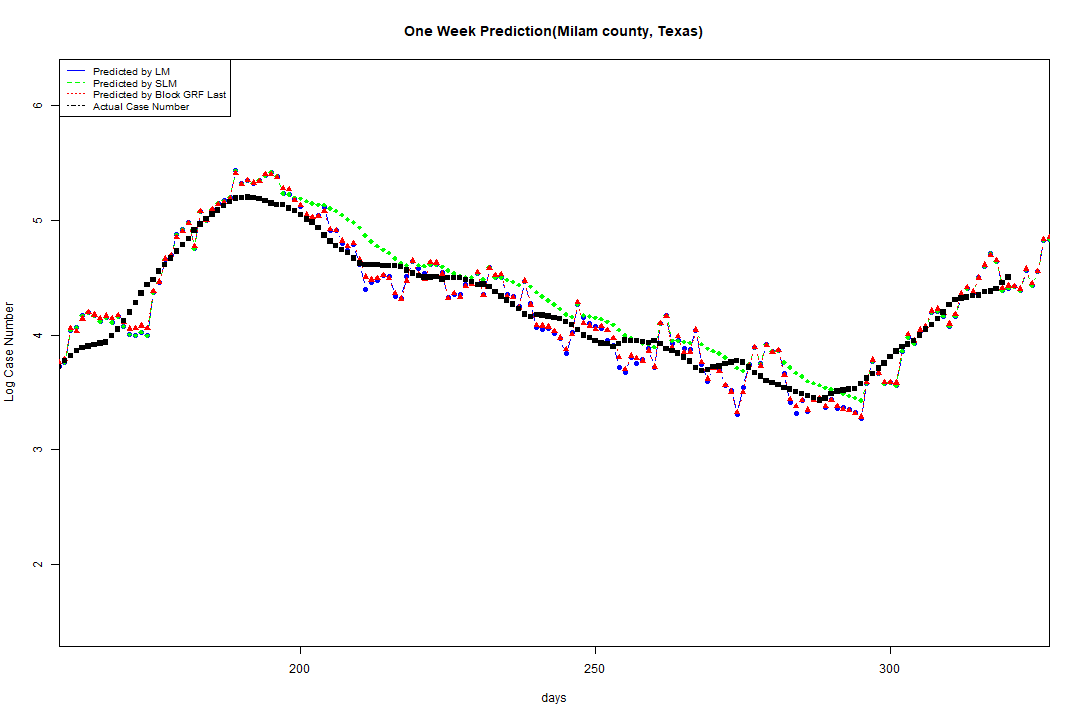 One Week Prediction(Milam county, Texas)
Predicted by LM
Predicted by SLM
Predicted by Block GRF Last
Actual Case Number
6
5
4
3
2
Log Case Number
200
250
300
days